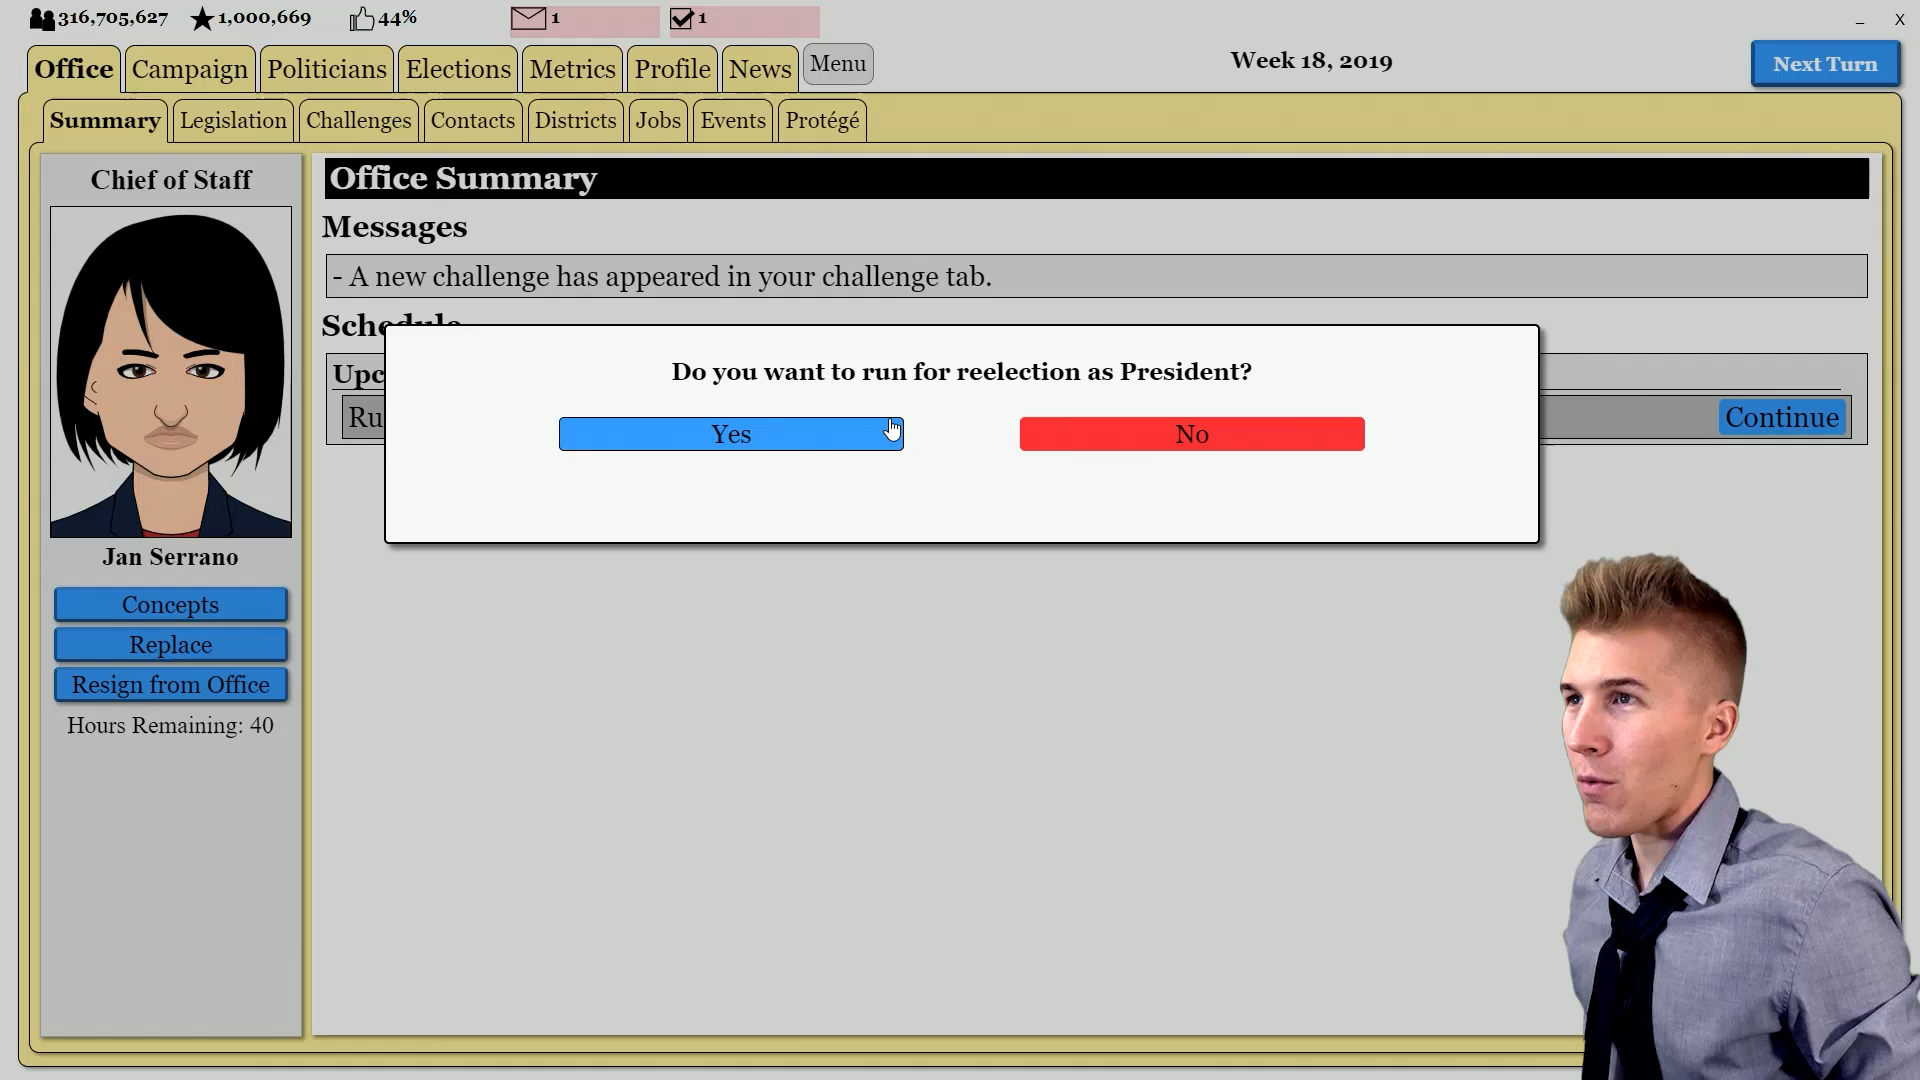 316,705,627 1,000,669 44% 1 1
_ X
Office Campaign Politicians Elections Metrics Profile News Menu
Week 18, 2019
Next Turn
Summary Legislation Challenges Contacts Districts Jobs Events Protégé
Chief of Staff
Jan Serrano
Concepts
Replace
Resign from Office
Hours Remaining: 40
Office Summary
Messages
- A new challenge has appeared in your challenge tab.
Schedule
Upc
Ru
Continue
Do you want to run for reelection as President?
Yes No